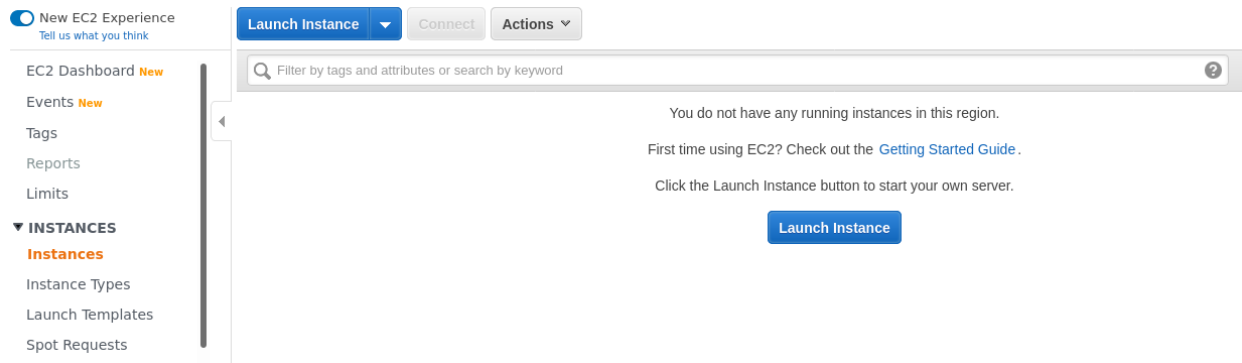 New EC2 Experience
Tell us what you think
EC2 Dashboard New
Events New
Tags
Reports
Limits
INSTANCES
Instances
Instance Types
Launch Templates
Spot Requests
Launch Instance
Connect
Actions
Filter by tags and attributes or search by keyword
?
You do not have any running instances in this region.
First time using EC2? Check out the Getting Started Guide.
Click the Launch Instance button to start your own server.
Launch Instance